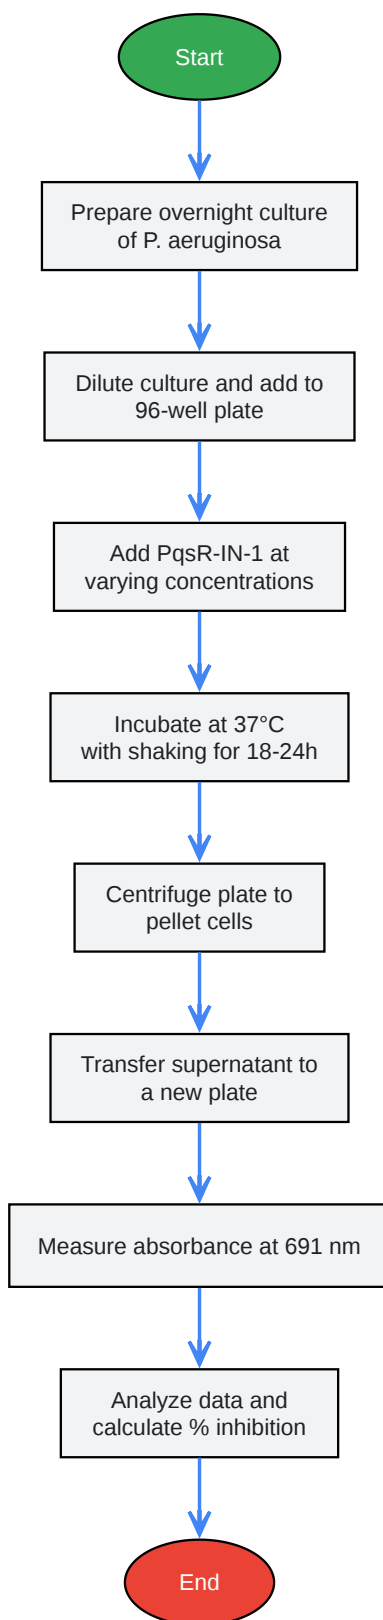 Start
Prepare overnight culture
of P. aeruginosa
Dilute culture and add to
96-well plate
Add PqsR-IN-1 at
varying concentrations
Incubate at 37°C
with shaking for 18-24h
Centrifuge plate to
pellet cells
Transfer supernatant to
a new plate
Measure absorbance at 691 nm
Analyze data and
calculate % inhibition
End